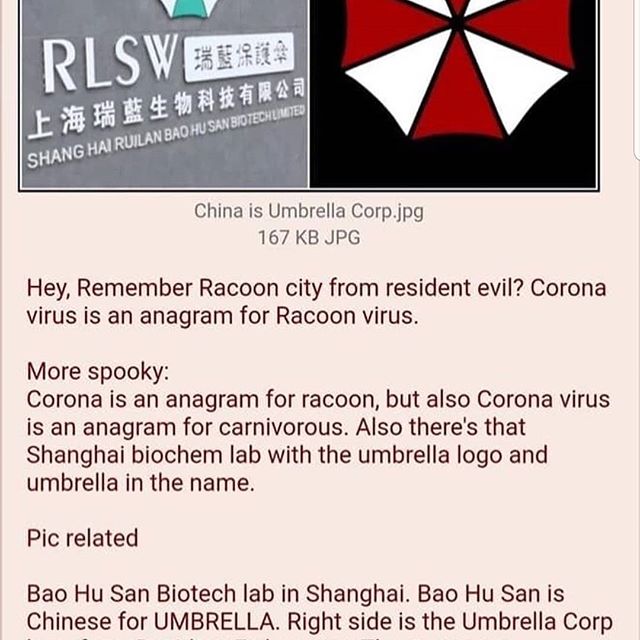 RLSW 瑞藍保護傘
上海瑞藍生物科技有限公司
SHANG HAI RUILAN BAO HU SAN BIOTECH LIMITED
China is Umbrella Corp.jpg
167 KB JPG
Hey, Remember Racoon city from resident evil? Corona
virus is an anagram for Racoon virus.
More spooky:
Corona is an anagram for racoon, but also Corona virus
is an anagram for carnivorous. Also there's that
Shanghai biochem lab with the umbrella logo and
umbrella in the name.
Pic related
Bao Hu San Biotech lab in Shanghai. Bao Hu San is
Chinese for UMBRELLA. Right side is the Umbrella Corp